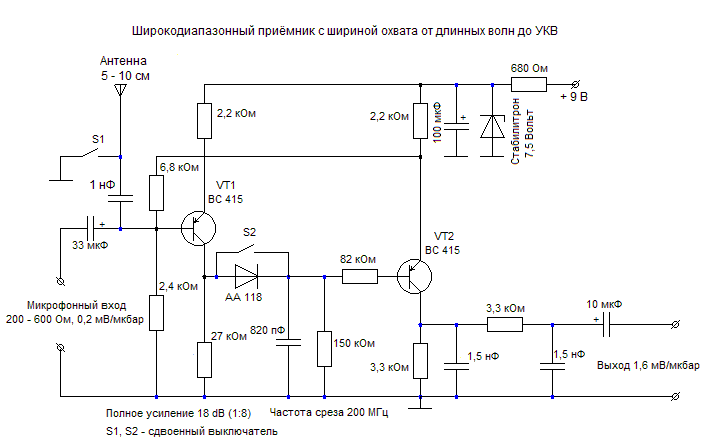 Широкодиапазонный приёмник с шириной охвата от длинных волн до УКВ
Антенна
5 - 10 см
680 Ом
+ 9 В
2,2 кОм
2,2 кОм
100 мкФ
+
Стабилитрон
7,5 Вольт
S1
6,8 кОм
1 нФ
VT1
BC 415
33 мкФ
+
S2
VT2
BC 415
82 кОм
2,4 кОм
AA 118
Микрофонный вход
200 - 600 Ом, 0,2 мВ/мкбар
27 кОм
820 пФ
150 кОм
3,3 кОм
3,3 кОм
10 мкФ
+
1,5 нФ
1,5 нФ
Выход 1,6 мВ/мкбар
Полное усиление 18 dB (1:8)
Частота среза 200 МГц
S1, S2 - сдвоенный выключатель